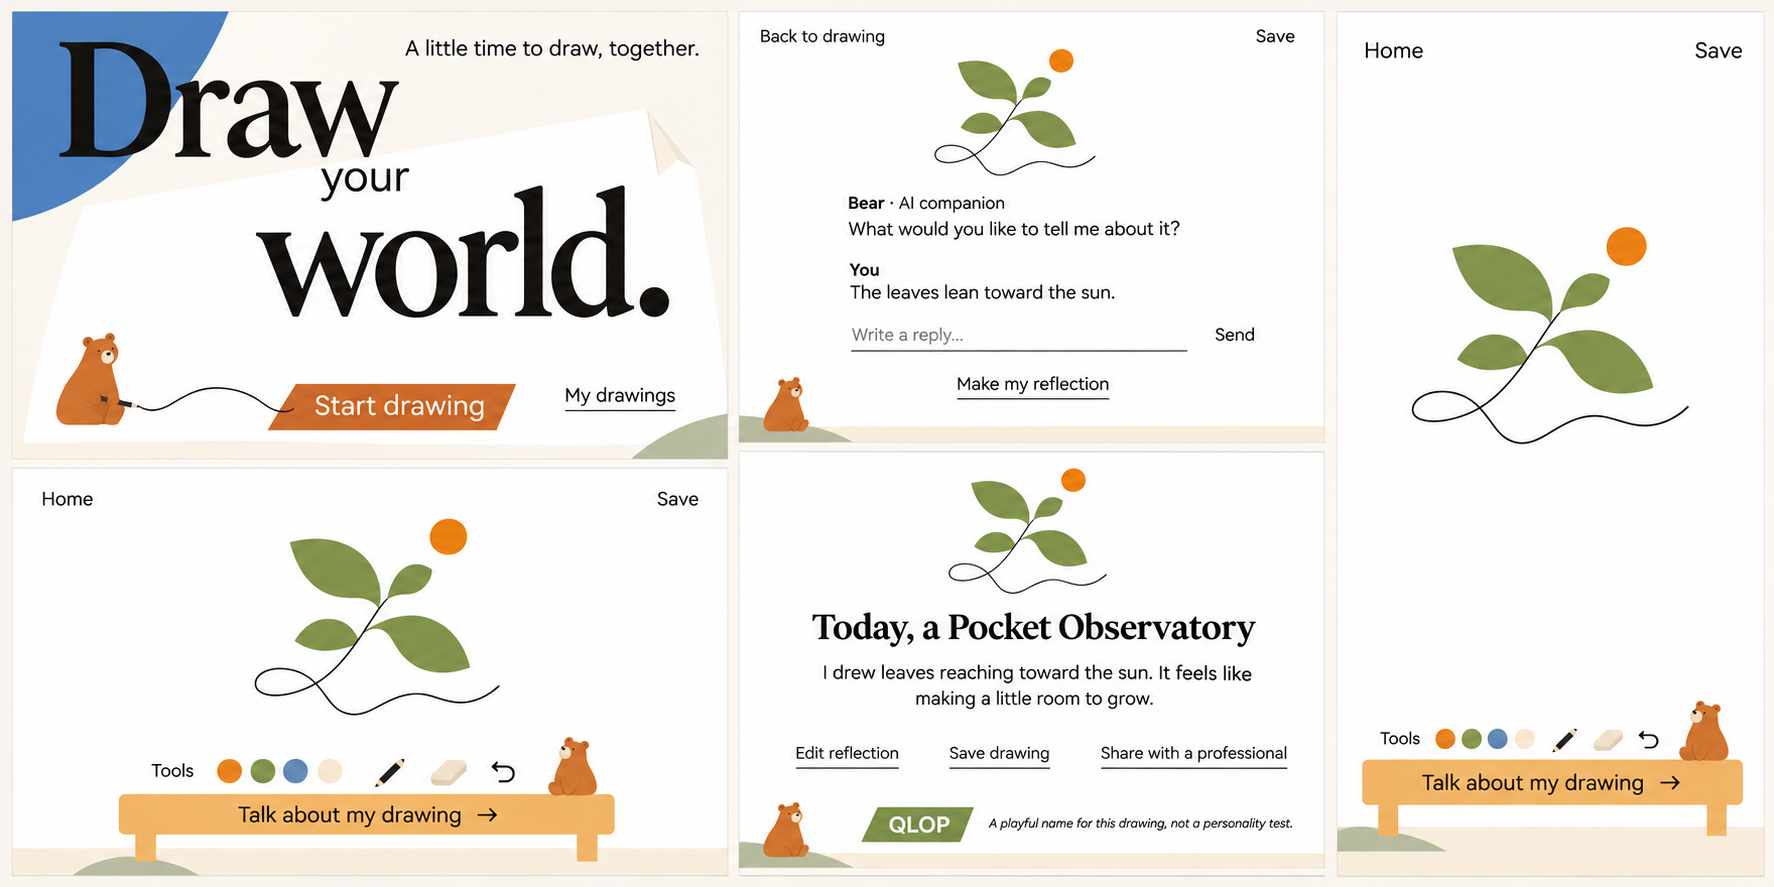 A little time to draw, together.
Draw
your
world.
Start drawing
My drawings
Home
Save
Tools
Talk about my drawing →
Back to drawing
Save
Bear · AI companion
What would you like to tell me about it?
You
The leaves lean toward the sun.
Write a reply...
Send
Make my reflection
Today, a Pocket Observatory
I drew leaves reaching toward the sun. It feels like
making a little room to grow.
Edit reflection
Save drawing
Share with a professional
QLOP
A playful name for this drawing, not a personality test.
Home
Save
Tools
Talk about my drawing →